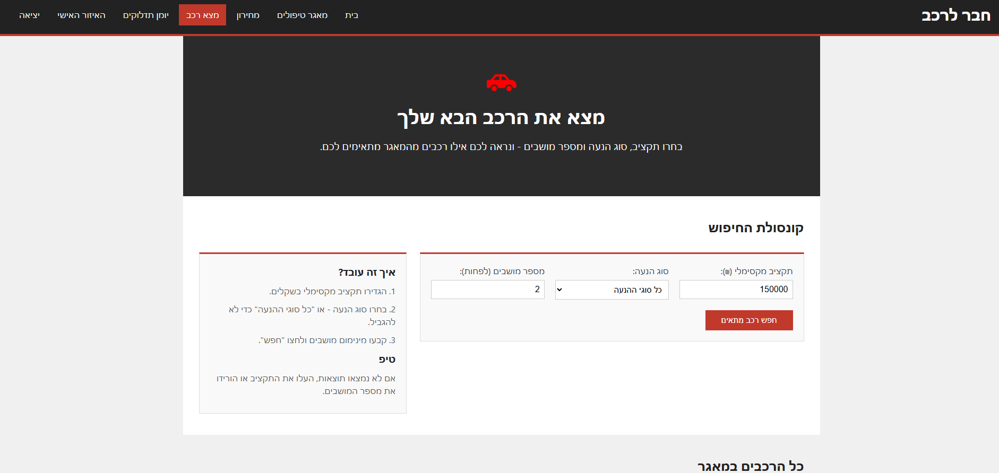 חבר לרכב
בית
מאגר טיפולים
מחירון
מצא רכב
יומן תדלוקים
האיזור האישי
יציאה
מצא את הרכב הבא שלך
בחרו תקציב, סוג הנעה ומספר מושבים - ונראה לכם אילו רכבים מהמאגר מתאימים לכם.
קונסולת החיפוש
תקציב מקסימלי (₪):
150000
סוג הנעה:
כל סוגי ההנעה
מספר מושבים (לפחות):
2
חפש רכב מתאים
איך זה עובד?
1. הגדירו תקציב מקסימלי בשקלים.
2. בחרו סוג הנעה - או "כל סוגי ההנעה" כדי לא
להגביל.
3. קבעו מינימום מושבים ולחצו "חפש".
טיפ
אם לא נמצאו תוצאות, העלו את התקציב או הורידו
את מספר המושבים.
כל הרכבים במאגר